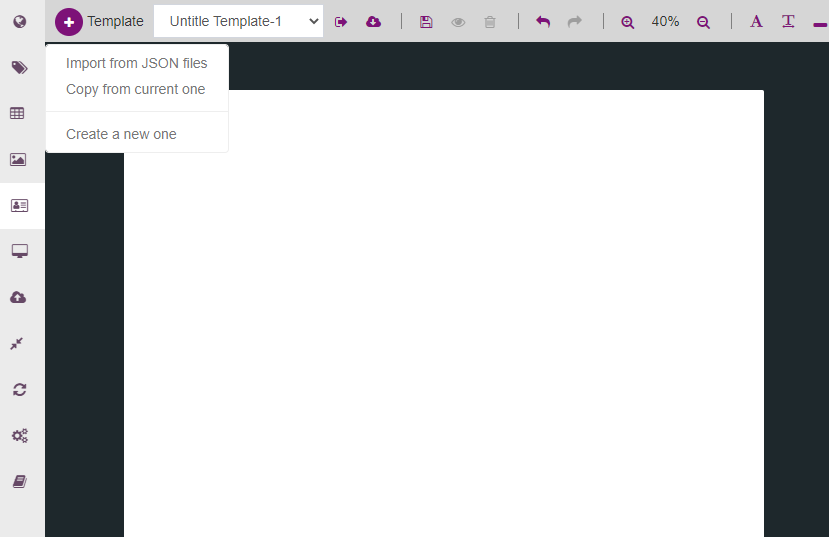 Template
Untitle Template-1
40%
A
T
Import from JSON files
Copy from current one
Create a new one